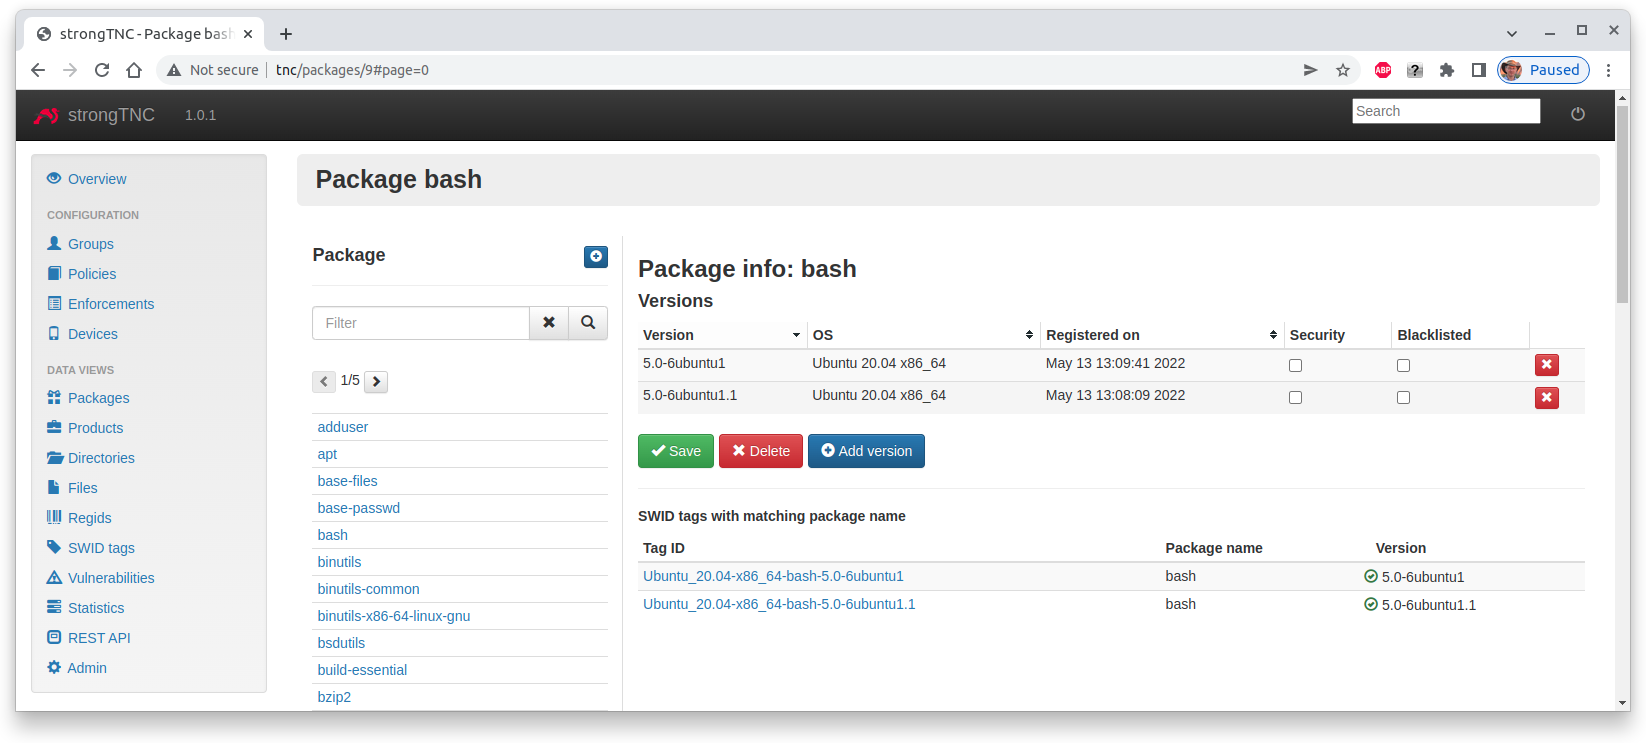 strongTNC - Package bash
Not secure
tnc/packages/9#page=0
ABP
?
Paused
strongTNC
1.0.1
Search
Overview
CONFIGURATION
Groups
Policies
Enforcements
Devices
DATA VIEWS
Packages
Products
Directories
Files
Regids
SWID tags
Vulnerabilities
Statistics
REST API
Admin
Package bash
Package
Filter
1/5
adduser
apt
base-files
base-passwd
bash
binutils
binutils-common
binutils-x86-64-linux-gnu
bsdutils
build-essential
bzip2
Package info: bash
Versions
Version OS Registered on Security Blacklisted
5.0-6ubuntu1 Ubuntu 20.04 x86_64 May 13 13:09:41 2022
5.0-6ubuntu1.1 Ubuntu 20.04 x86_64 May 13 13:08:09 2022
Save Delete Add version
SWID tags with matching package name
Tag ID Package name Version
Ubuntu_20.04-x86_64-bash-5.0-6ubuntu1 bash 5.0-6ubuntu1
Ubuntu_20.04-x86_64-bash-5.0-6ubuntu1.1 bash 5.0-6ubuntu1.1